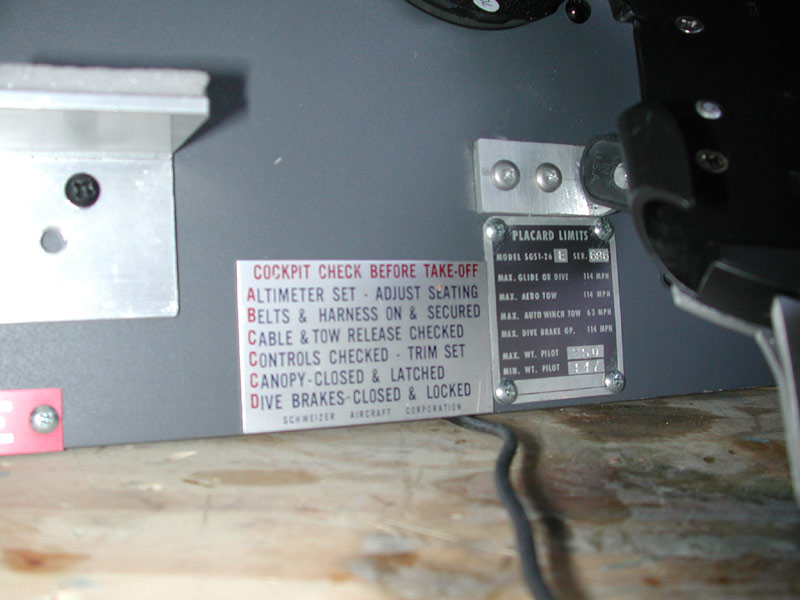 COCKPIT CHECK BEFORE TAKE-OFF
ALTIMETER SET - ADJUST SEATING
BELTS & HARNESS ON & SECURED
CABLE & TOW RELEASE CHECKED
CONTROLS CHECKED - TRIM SET
CANOPY-CLOSED & LATCHED
DIVE BRAKES-CLOSED & LOCKED
SCHWEIZER AIRCRAFT CORPORATION
PLACARD LIMITS
MODEL SGS1-26 E SER. 686
MAX. GLIDE OR DIVE 114 MPH
MAX. AERO TOW 114 MPH
MAX. AUTO WINCH TOW 63 MPH
MAX. DIVE BRAKE OP. 114 MPH
MAX. WT. PILOT
MIN. WT. PILOT
E